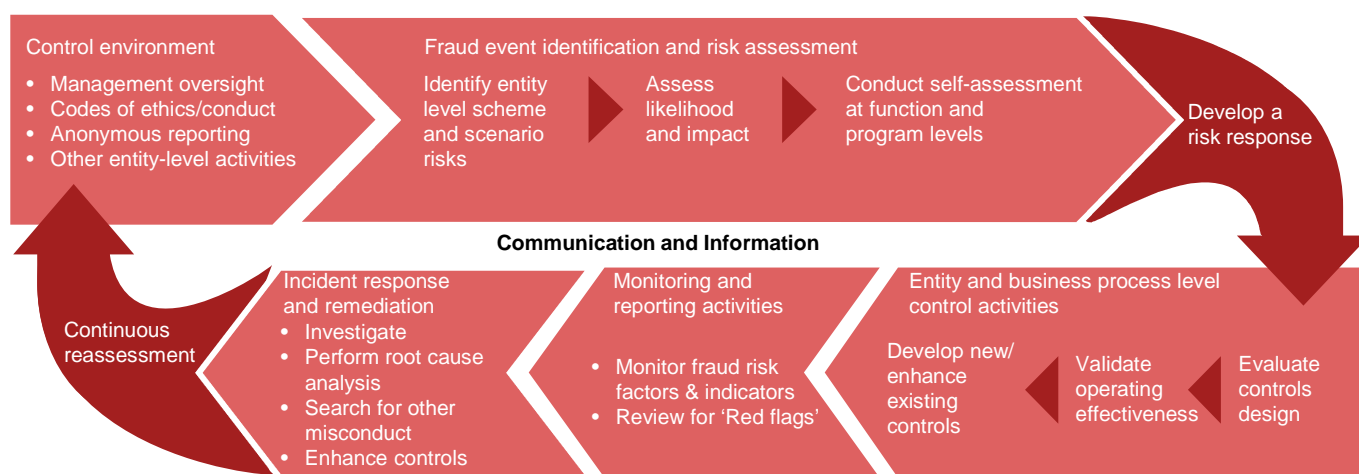 Control environment
• Management oversight
• Codes of ethics/conduct
• Anonymous reporting
• Other entity-level activities
Fraud event identification and risk assessment
Identify entity
level scheme
and scenario
risks
Assess
likelihood
and impact
Conduct self-assessment
at function and
program levels
Develop a
risk response
Communication and Information
Entity and business process level
control activities
Evaluate
controls
design
Validate
operating
effectiveness
Develop new/
enhance
existing
controls
Monitoring and
reporting activities
• Monitor fraud risk
factors & indicators
• Review for ‘Red flags’
Incident response
and remediation
• Investigate
• Perform root cause
analysis
• Search for other
misconduct
• Enhance controls
Continuous
reassessment